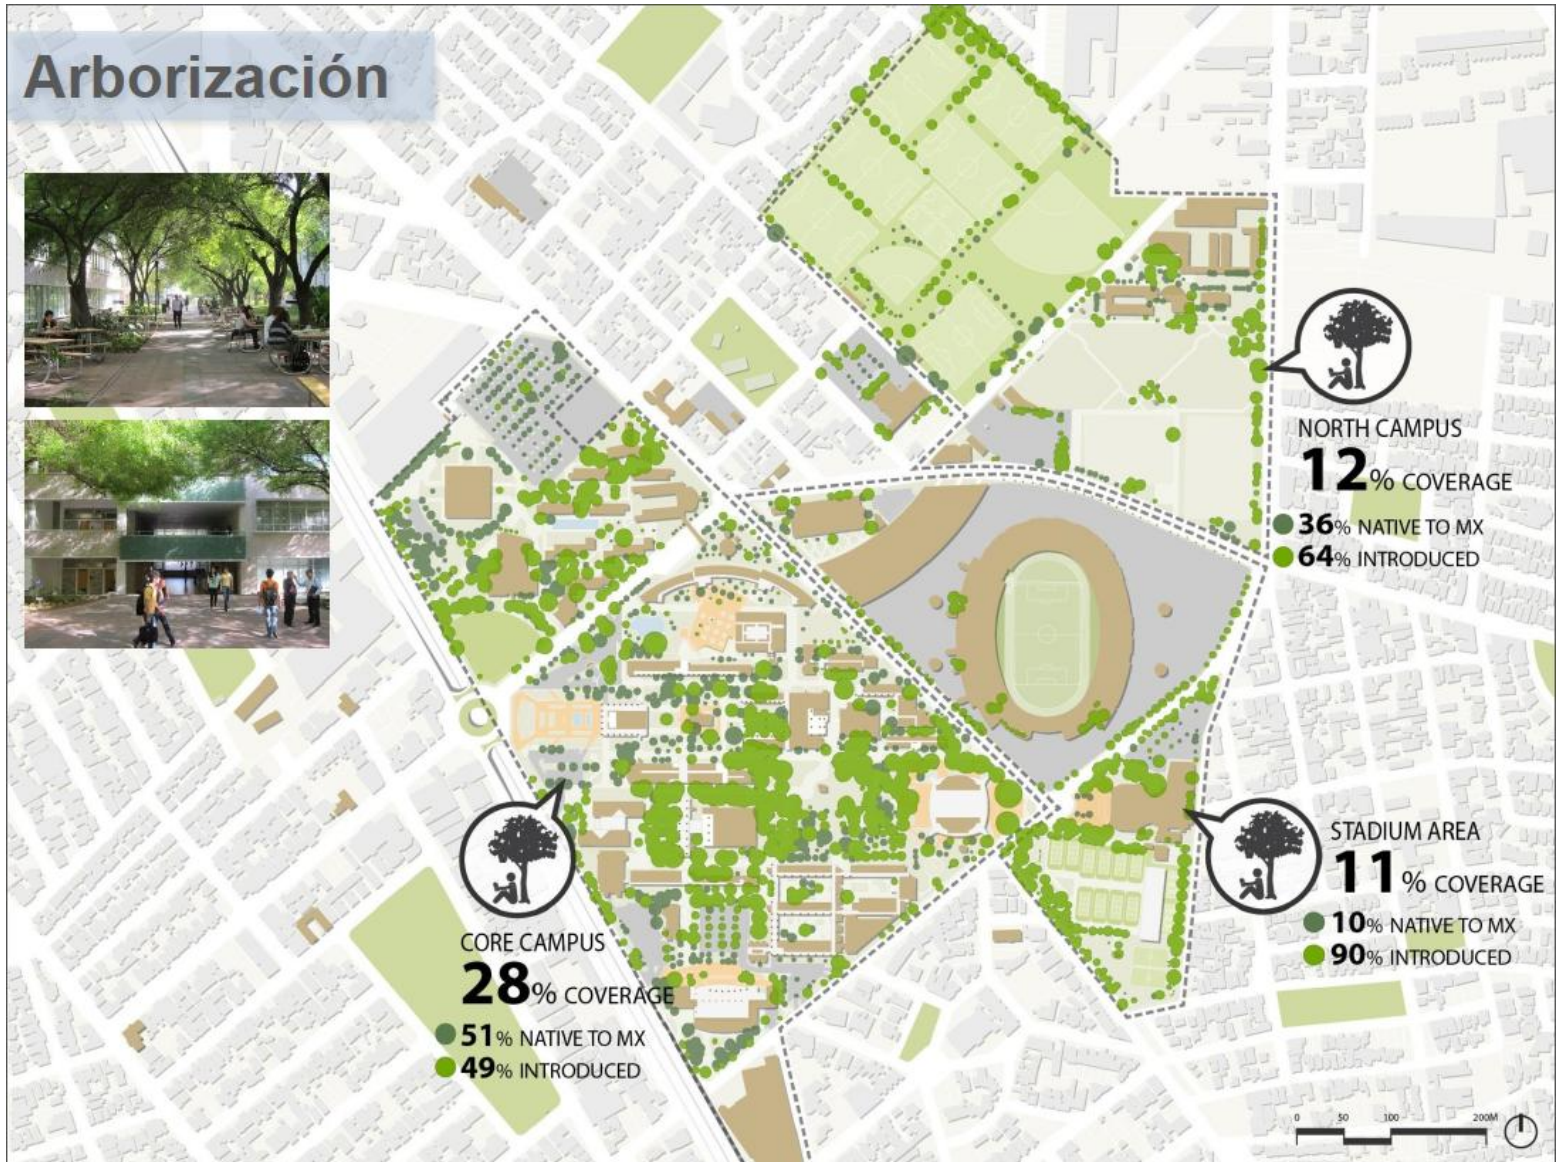 Arborización
NORTH CAMPUS
12% COVERAGE
36% NATIVE TO MX
64% INTRODUCED
STADIUM AREA
11% COVERAGE
10% NATIVE TO MX
90% INTRODUCED
CORE CAMPUS
28% COVERAGE
51% NATIVE TO MX
49% INTRODUCED
0 50 100 200M